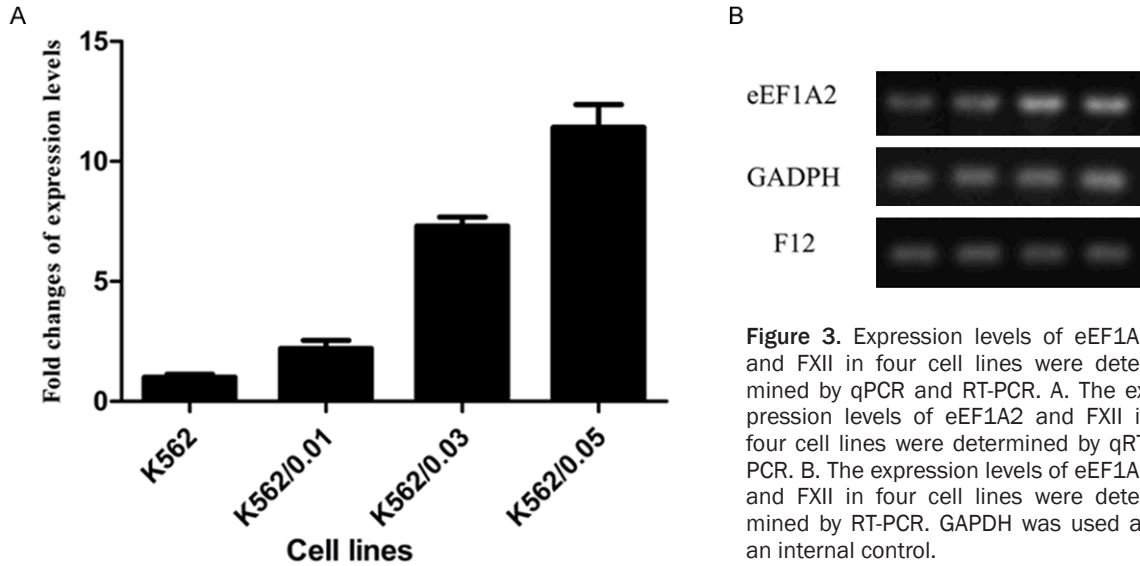 A
Fold changes of expression levels
15
10
5
0
K562
K562/0.01
K562/0.03
K562/0.05
Cell lines
B
eEF1A2
GADPH
F12
Figure 3. Expression levels of eEF1A
and FXII in four cell lines were deter-
mined by qPCR and RT-PCR. A. The ex
pression levels of eEF1A2 and FXII i
four cell lines were determined by qRT
PCR. B. The expression levels of eEF1A
and FXII in four cell lines were deter-
mined by RT-PCR. GAPDH was used a
an internal control.